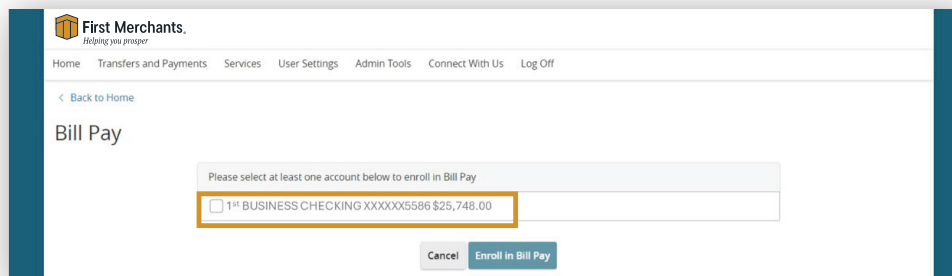 First Merchants.
Helping you prosper
Home Transfers and Payments Services User Settings Admin Tools Connect With Us Log Off
< Back to Home
Bill Pay
Please select at least one account below to enroll in Bill Pay
1st BUSINESS CHECKING XXXXXX5586 $25,748.00
Cancel Enroll in Bill Pay